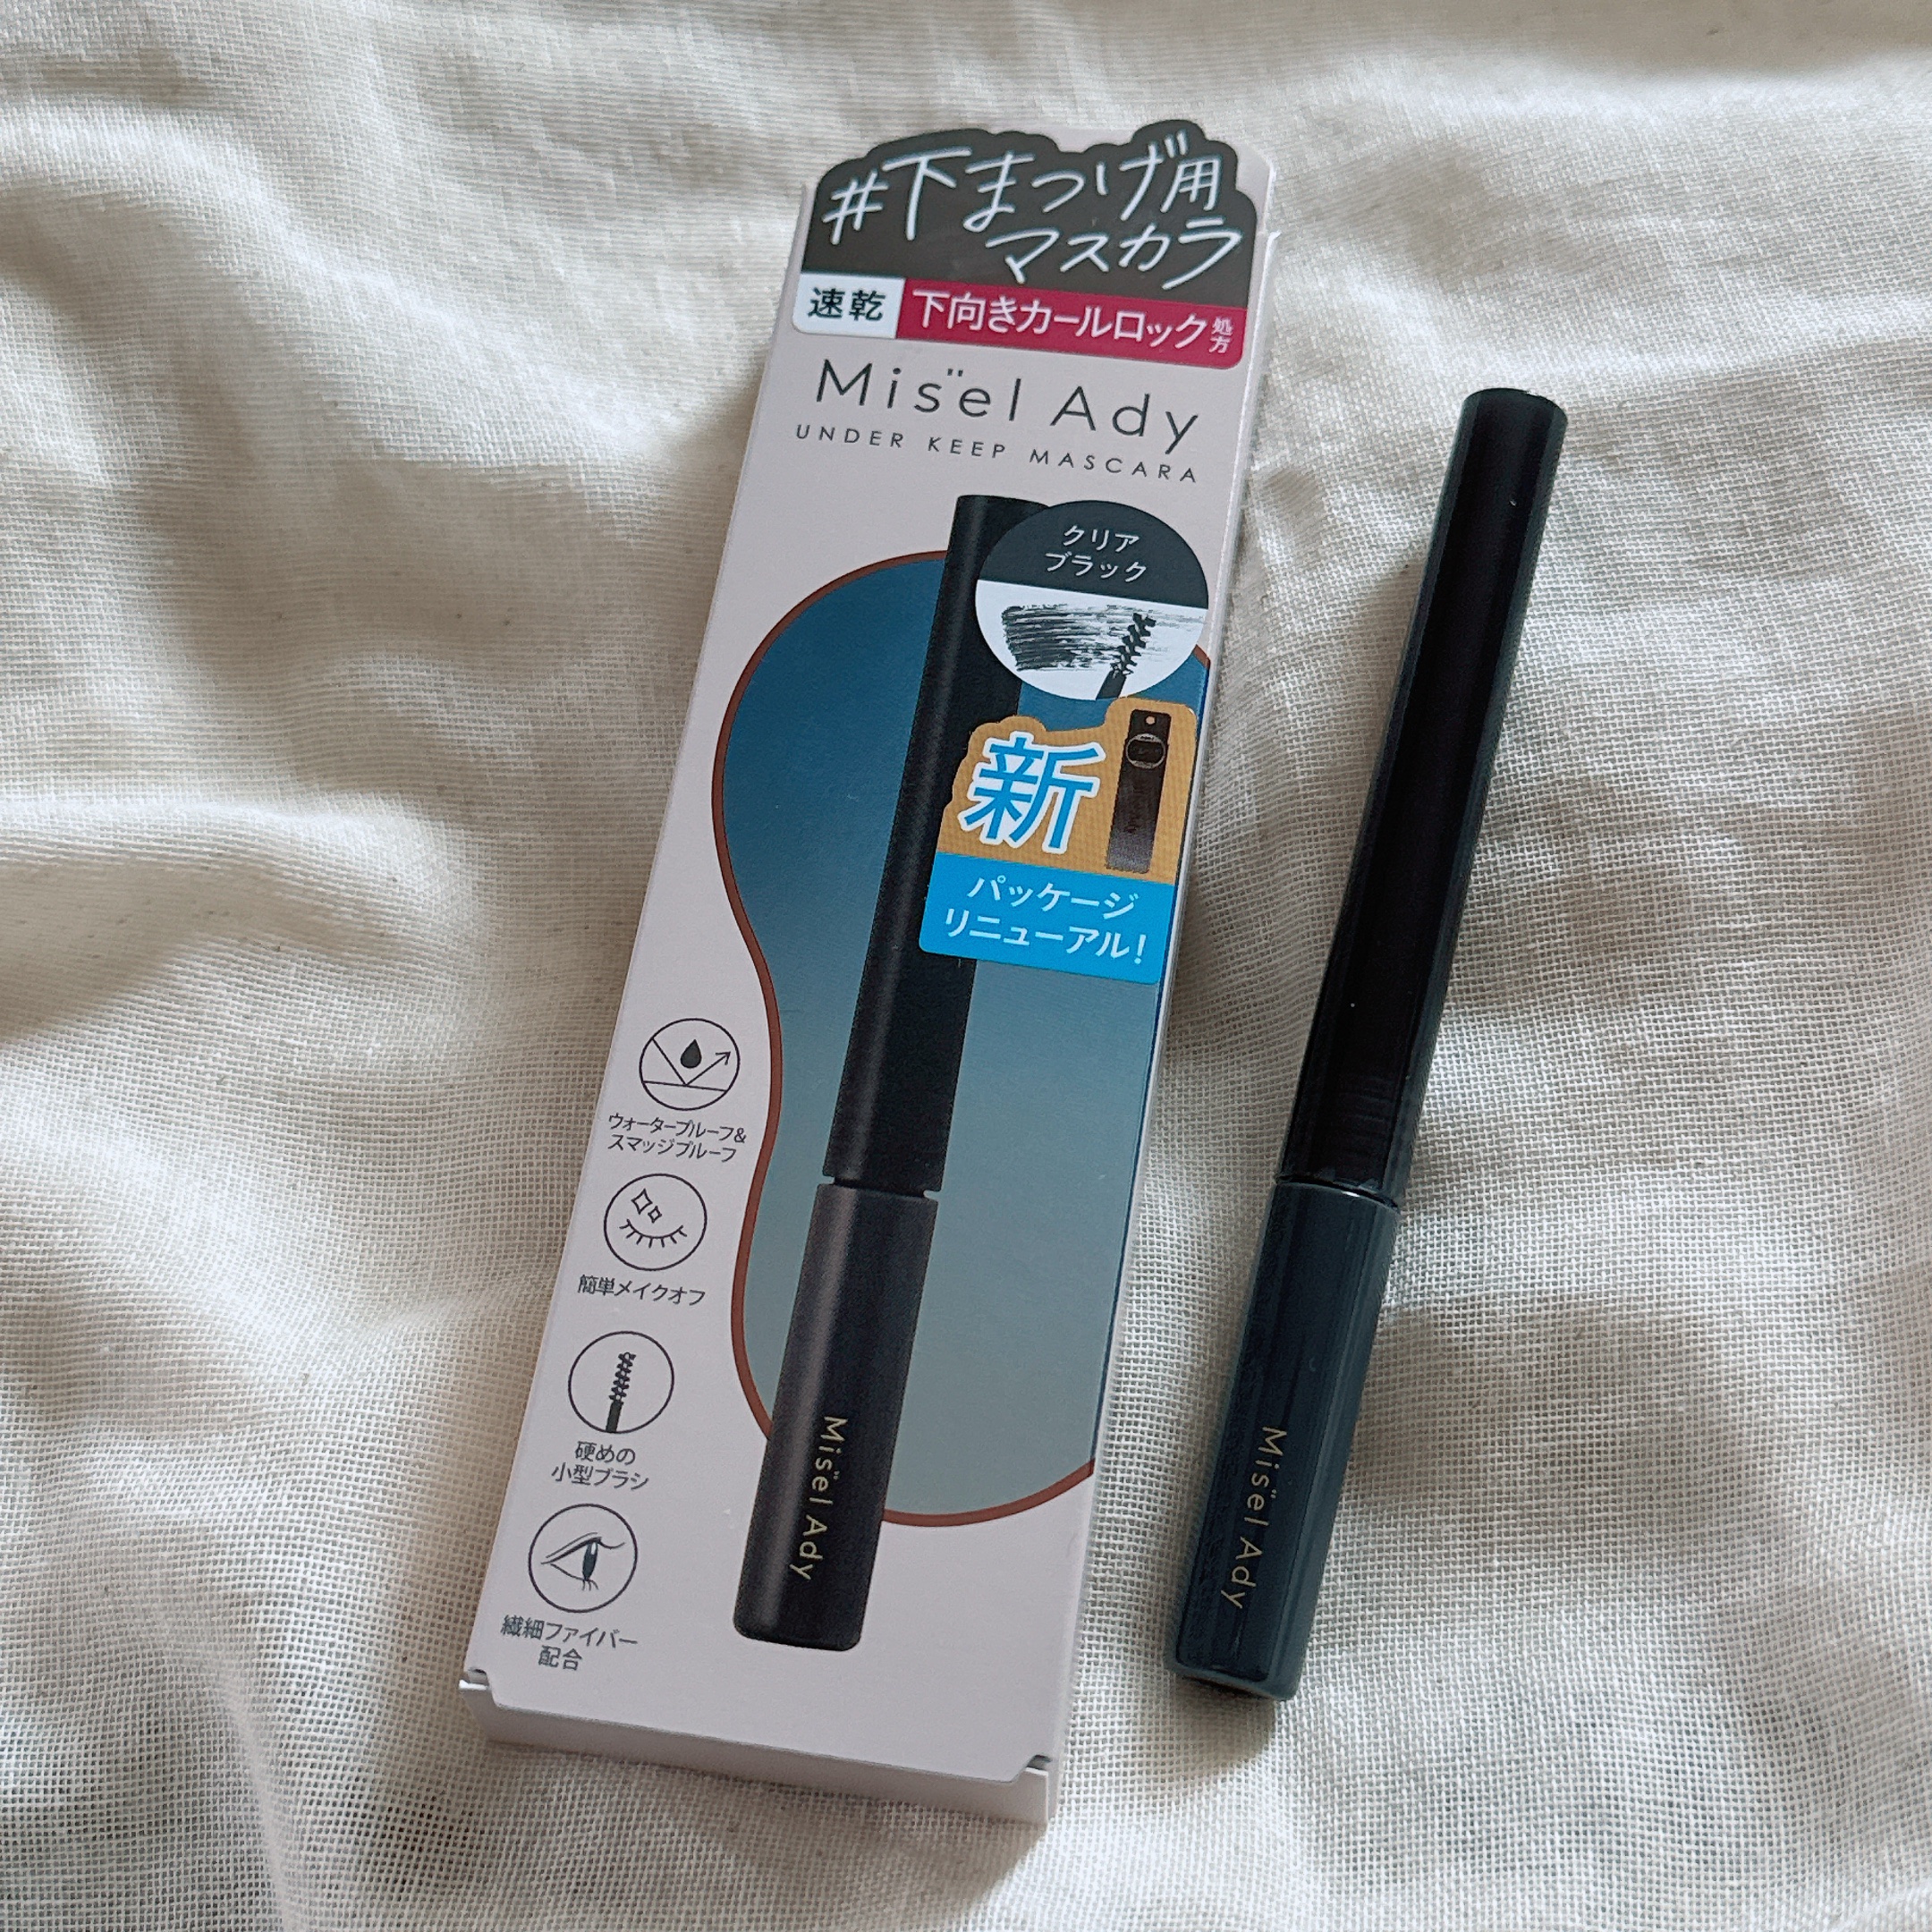 #下まつげ用
マスカラ
速乾 下向きカールロック処方
Mis"el Ady
UNDER KEEP MASCARA
クリア
ブラック
新
パッケージ
リニューアル!
ウォータープルーフ&
スマッジプルーフ
簡単メイクオフ
硬めの
小型ブラシ
繊細ファイバー
配合
Mis"el Ady
Mis"el Ady